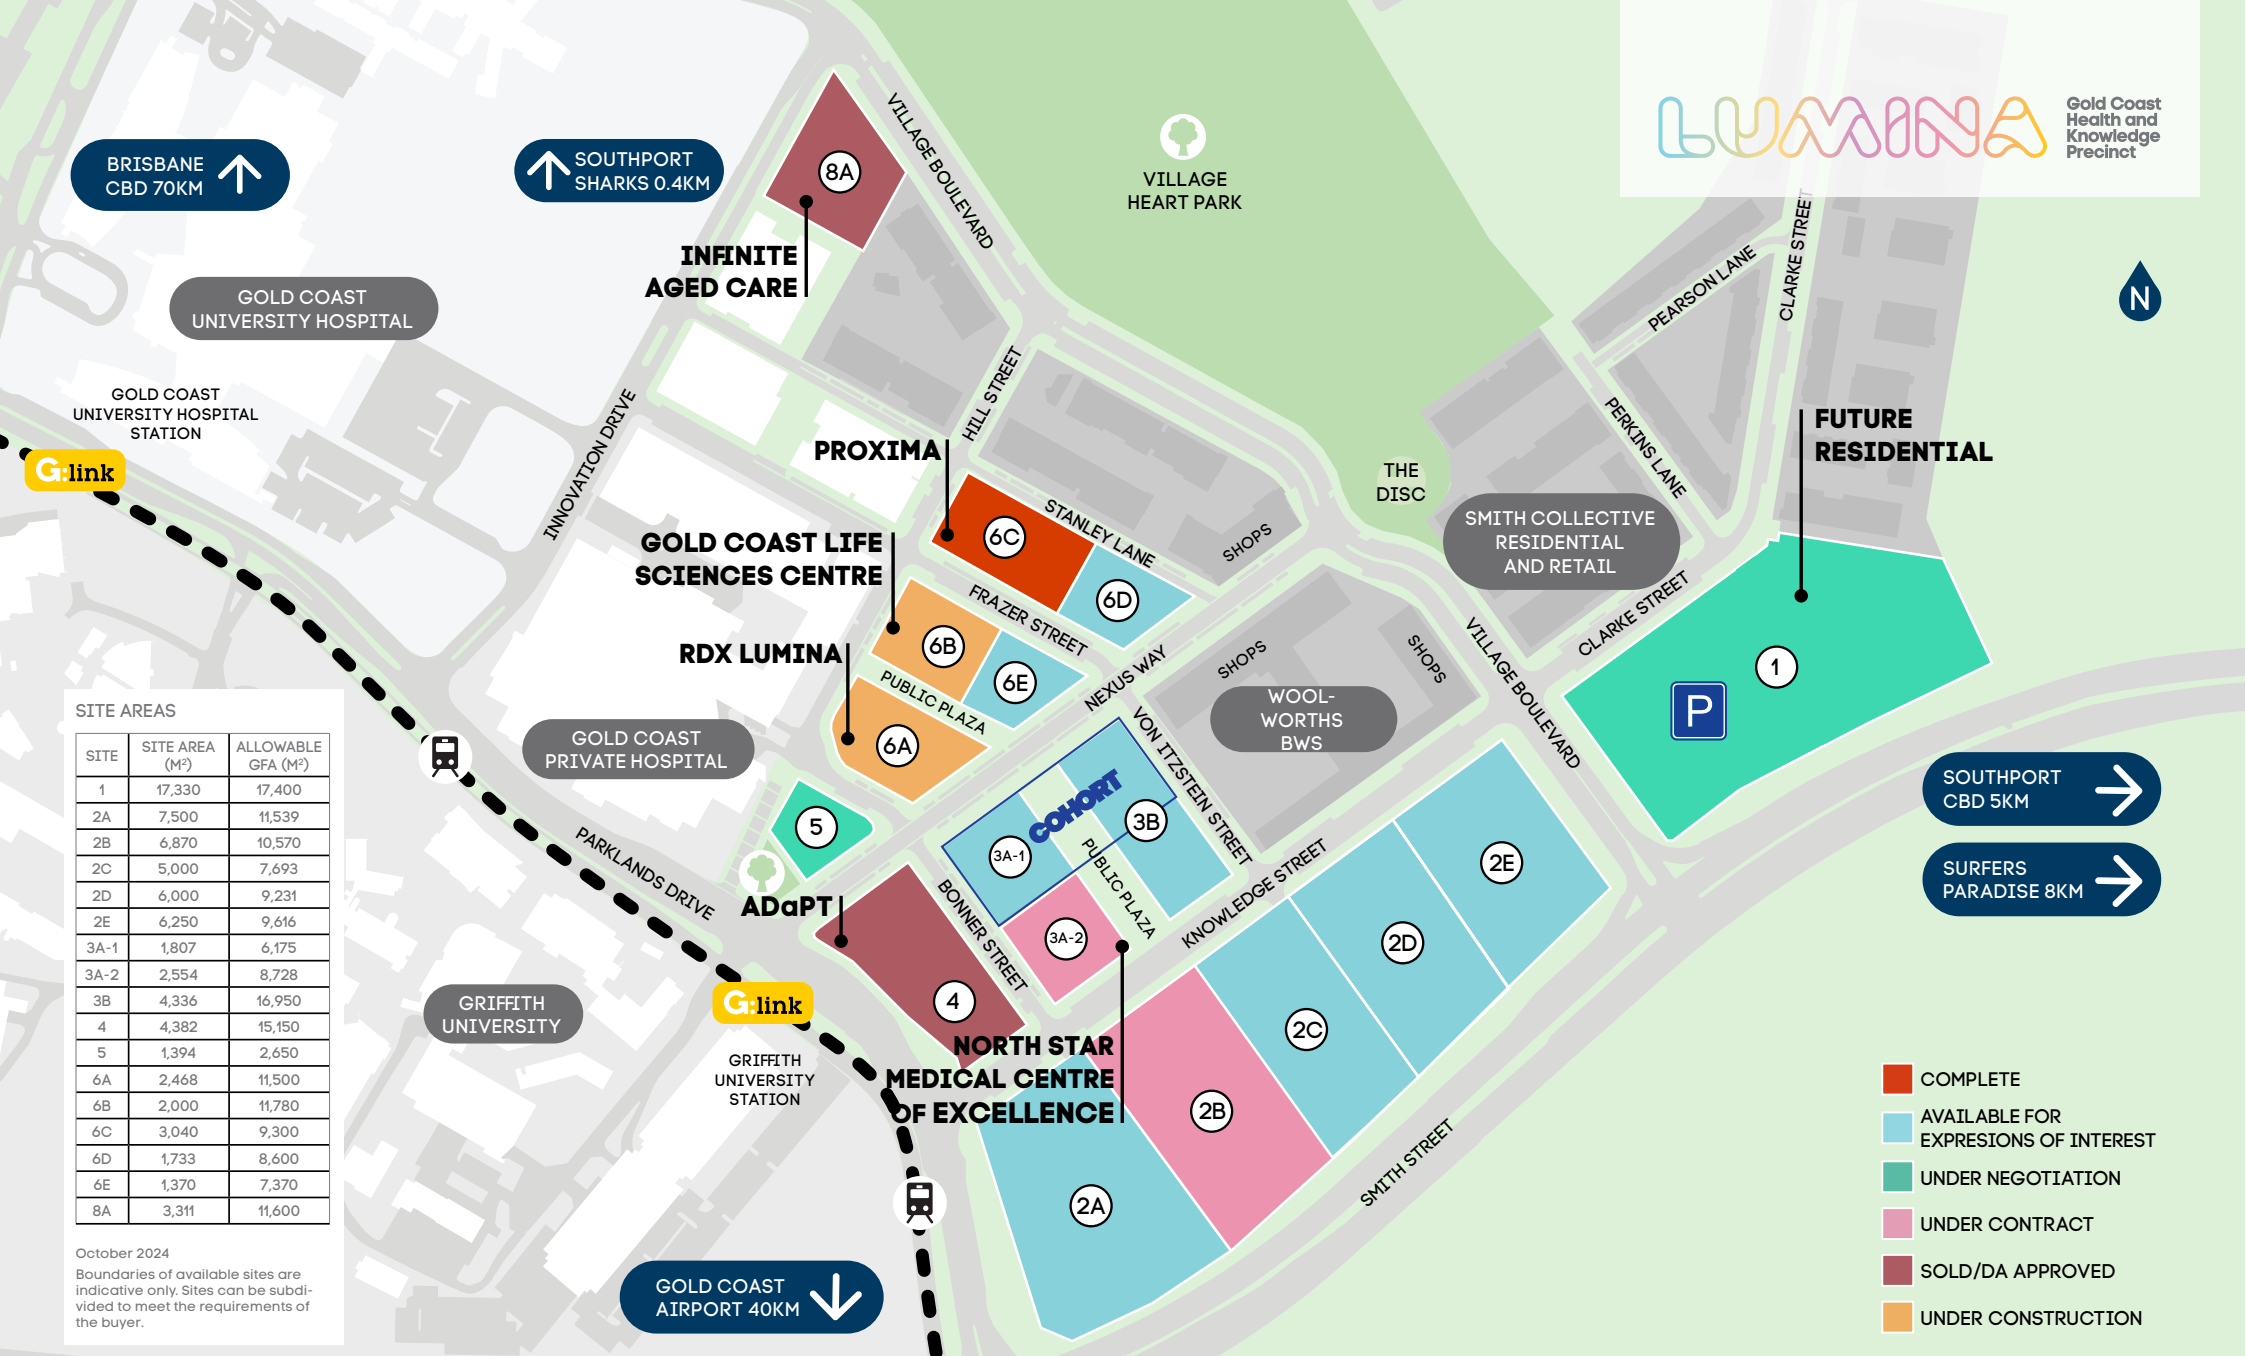 LUMINA
Gold Coast
Health and
Knowledge
Precinct
N
BRISBANE
CBD 70KM
SOUTHPORT
SHARKS 0.4KM
8A
VILLAGE BOULEVARD
VILLAGE
HEART PARK
INFINITE
AGED CARE
GOLD COAST
UNIVERSITY HOSPITAL
GOLD COAST
UNIVERSITY HOSPITAL
STATION
G:link
INNOVATION DRIVE
HILL STREET
PEARSON LANE
CLARKE STREET
PERKINS LANE
FUTURE
RESIDENTIAL
PROXIMA
THE
DISC
6C
STANLEY LANE
SHOPS
SMITH COLLECTIVE
RESIDENTIAL
AND RETAIL
GOLD COAST LIFE
SCIENCES CENTRE
6D
FRAZER STREET
CLARKE STREET
RDX LUMINA
6B
6E
PUBLIC PLAZA
NEXUS WAY
SHOPS
SHOPS
VILLAGE BOULEVARD
1
P
WOOL-
WORTHS
BWS
GOLD COAST
PRIVATE HOSPITAL
6A
VON ITZSTEIN STREET
COHORT
3B
3A-1
5
PUBLIC PLAZA
PARKLANDS DRIVE
KNOWLEDGE STREET
2E
SOUTHPORT
CBD 5KM
SURFERS
PARADISE 8KM
ADaPT
BONNER STREET
3A-2
2D
4
GRIFFITH
UNIVERSITY
G:link
GRIFFITH
UNIVERSITY
STATION
NORTH STAR
MEDICAL CENTRE
OF EXCELLENCE
2C
2B
2A
SMITH STREET
GOLD COAST
AIRPORT 40KM
SITE AREAS
SITE SITE AREA (M²) ALLOWABLE GFA (M²)
1 17,330 17,400
2A 7,500 11,539
2B 6,870 10,570
2C 5,000 7,693
2D 6,000 9,231
2E 6,250 9,616
3A-1 1,807 6,175
3A-2 2,554 8,728
3B 4,336 16,950
4 4,382 15,150
5 1,394 2,650
6A 2,468 11,500
6B 2,000 11,780
6C 3,040 9,300
6D 1,733 8,600
6E 1,370 7,370
8A 3,311 11,600
October 2024
Boundaries of available sites are
indicative only. Sites can be subdi-
vided to meet the requirements of
the buyer.
COMPLETE
AVAILABLE FOR
EXPRESIONS OF INTEREST
UNDER NEGOTIATION
UNDER CONTRACT
SOLD/DA APPROVED
UNDER CONSTRUCTION